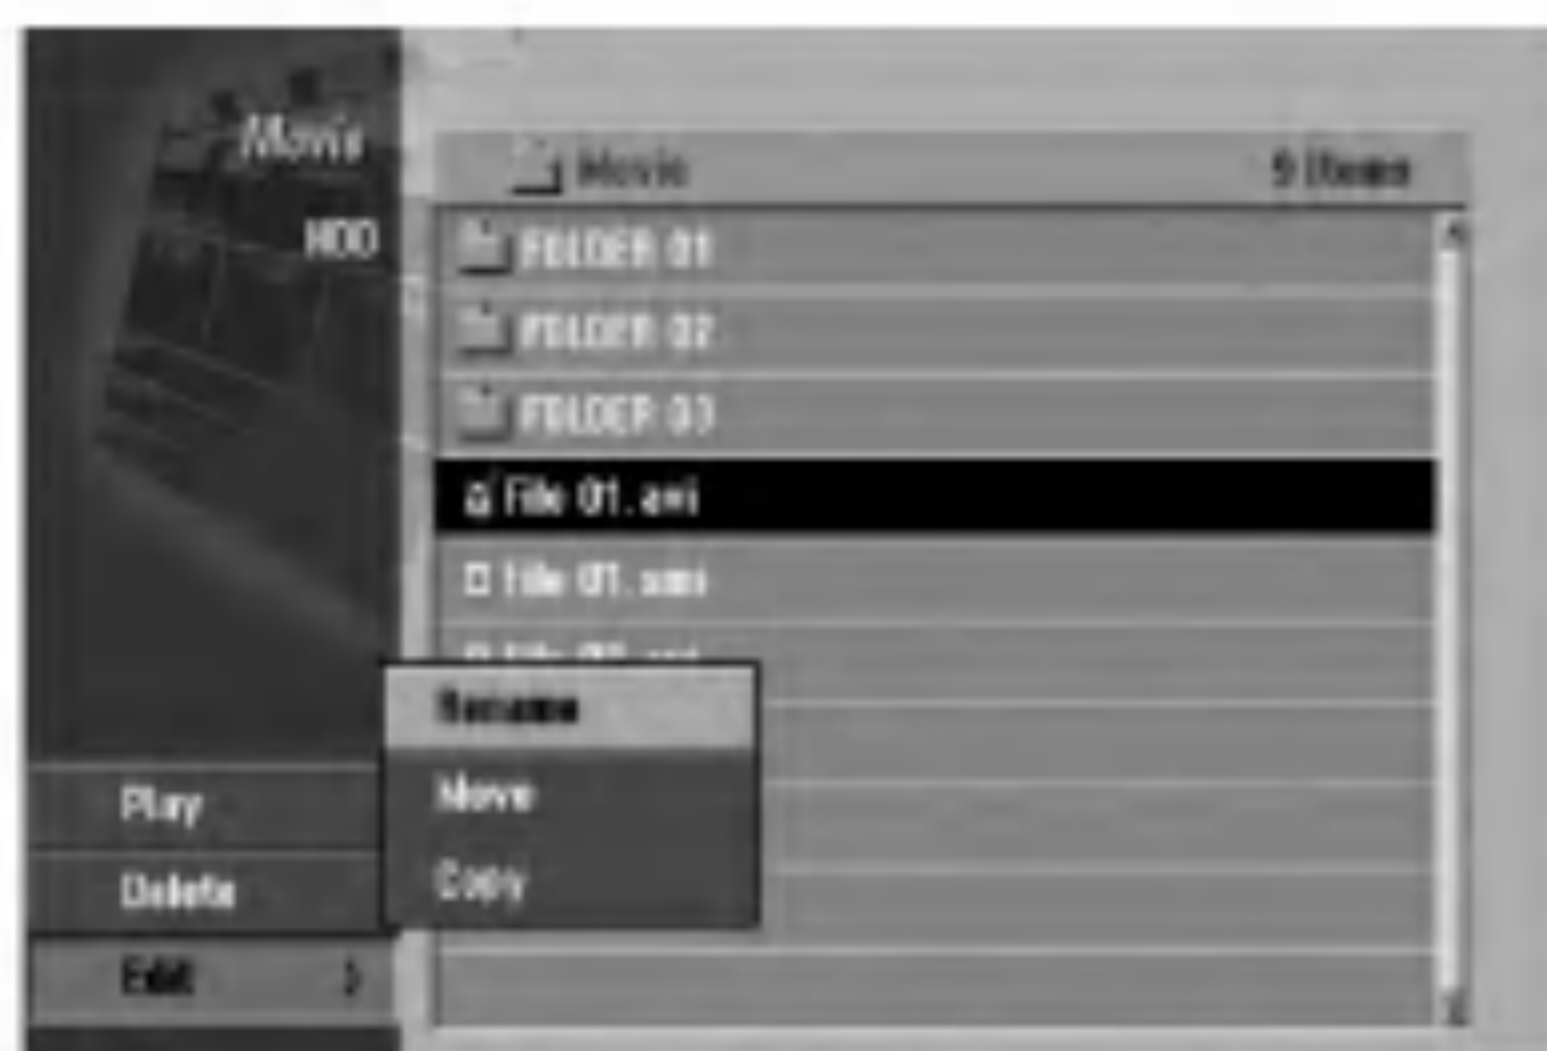 Movie
HDD
Movie 9 Items
FOLDER 01
FOLDER 02
FOLDER 03
File 01.avi
File 01.smi
Rename
Move
Copy
Play
Delete
Edit